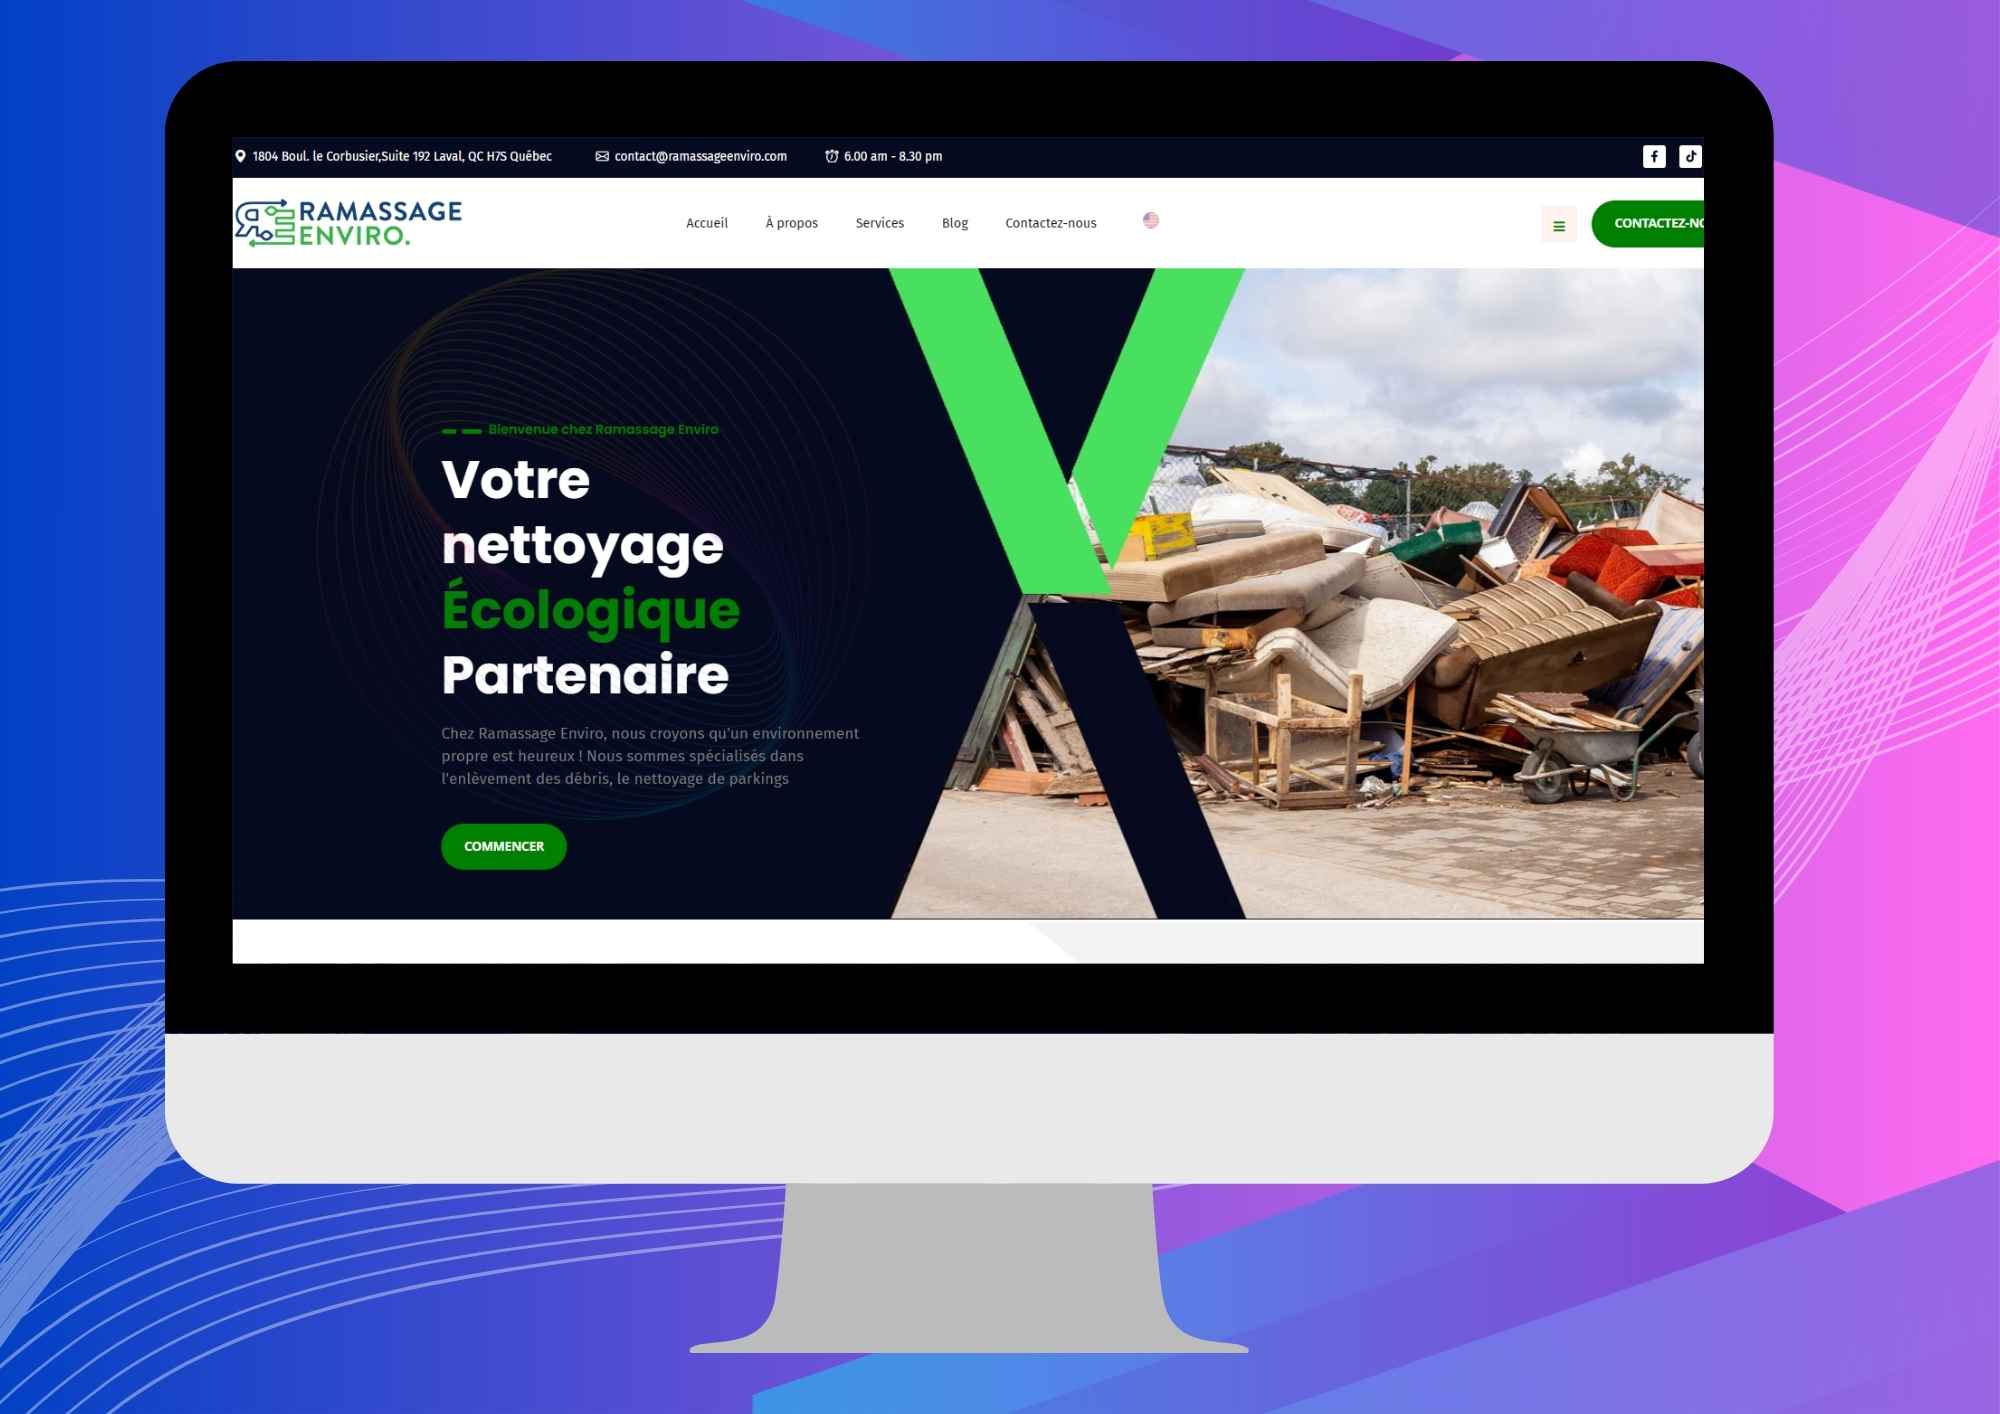 1804 Boul. le Corbusier,Suite 192 Laval, QC H7S Québec
contact@ramassageenviro.com
6.00 am - 8.30 pm
RAMASSAGE
ENVIRO.
Accueil
À propos
Services
Blog
Contactez-nous
CONTACTEZ-NO
Bienvenue chez Ramassage Enviro
Votre
nettoyage
Écologique
Partenaire
Chez Ramassage Enviro, nous croyons qu'un environnement
propre est heureux ! Nous sommes spécialisés dans
l'enlèvement des débris, le nettoyage de parkings
COMMENCER